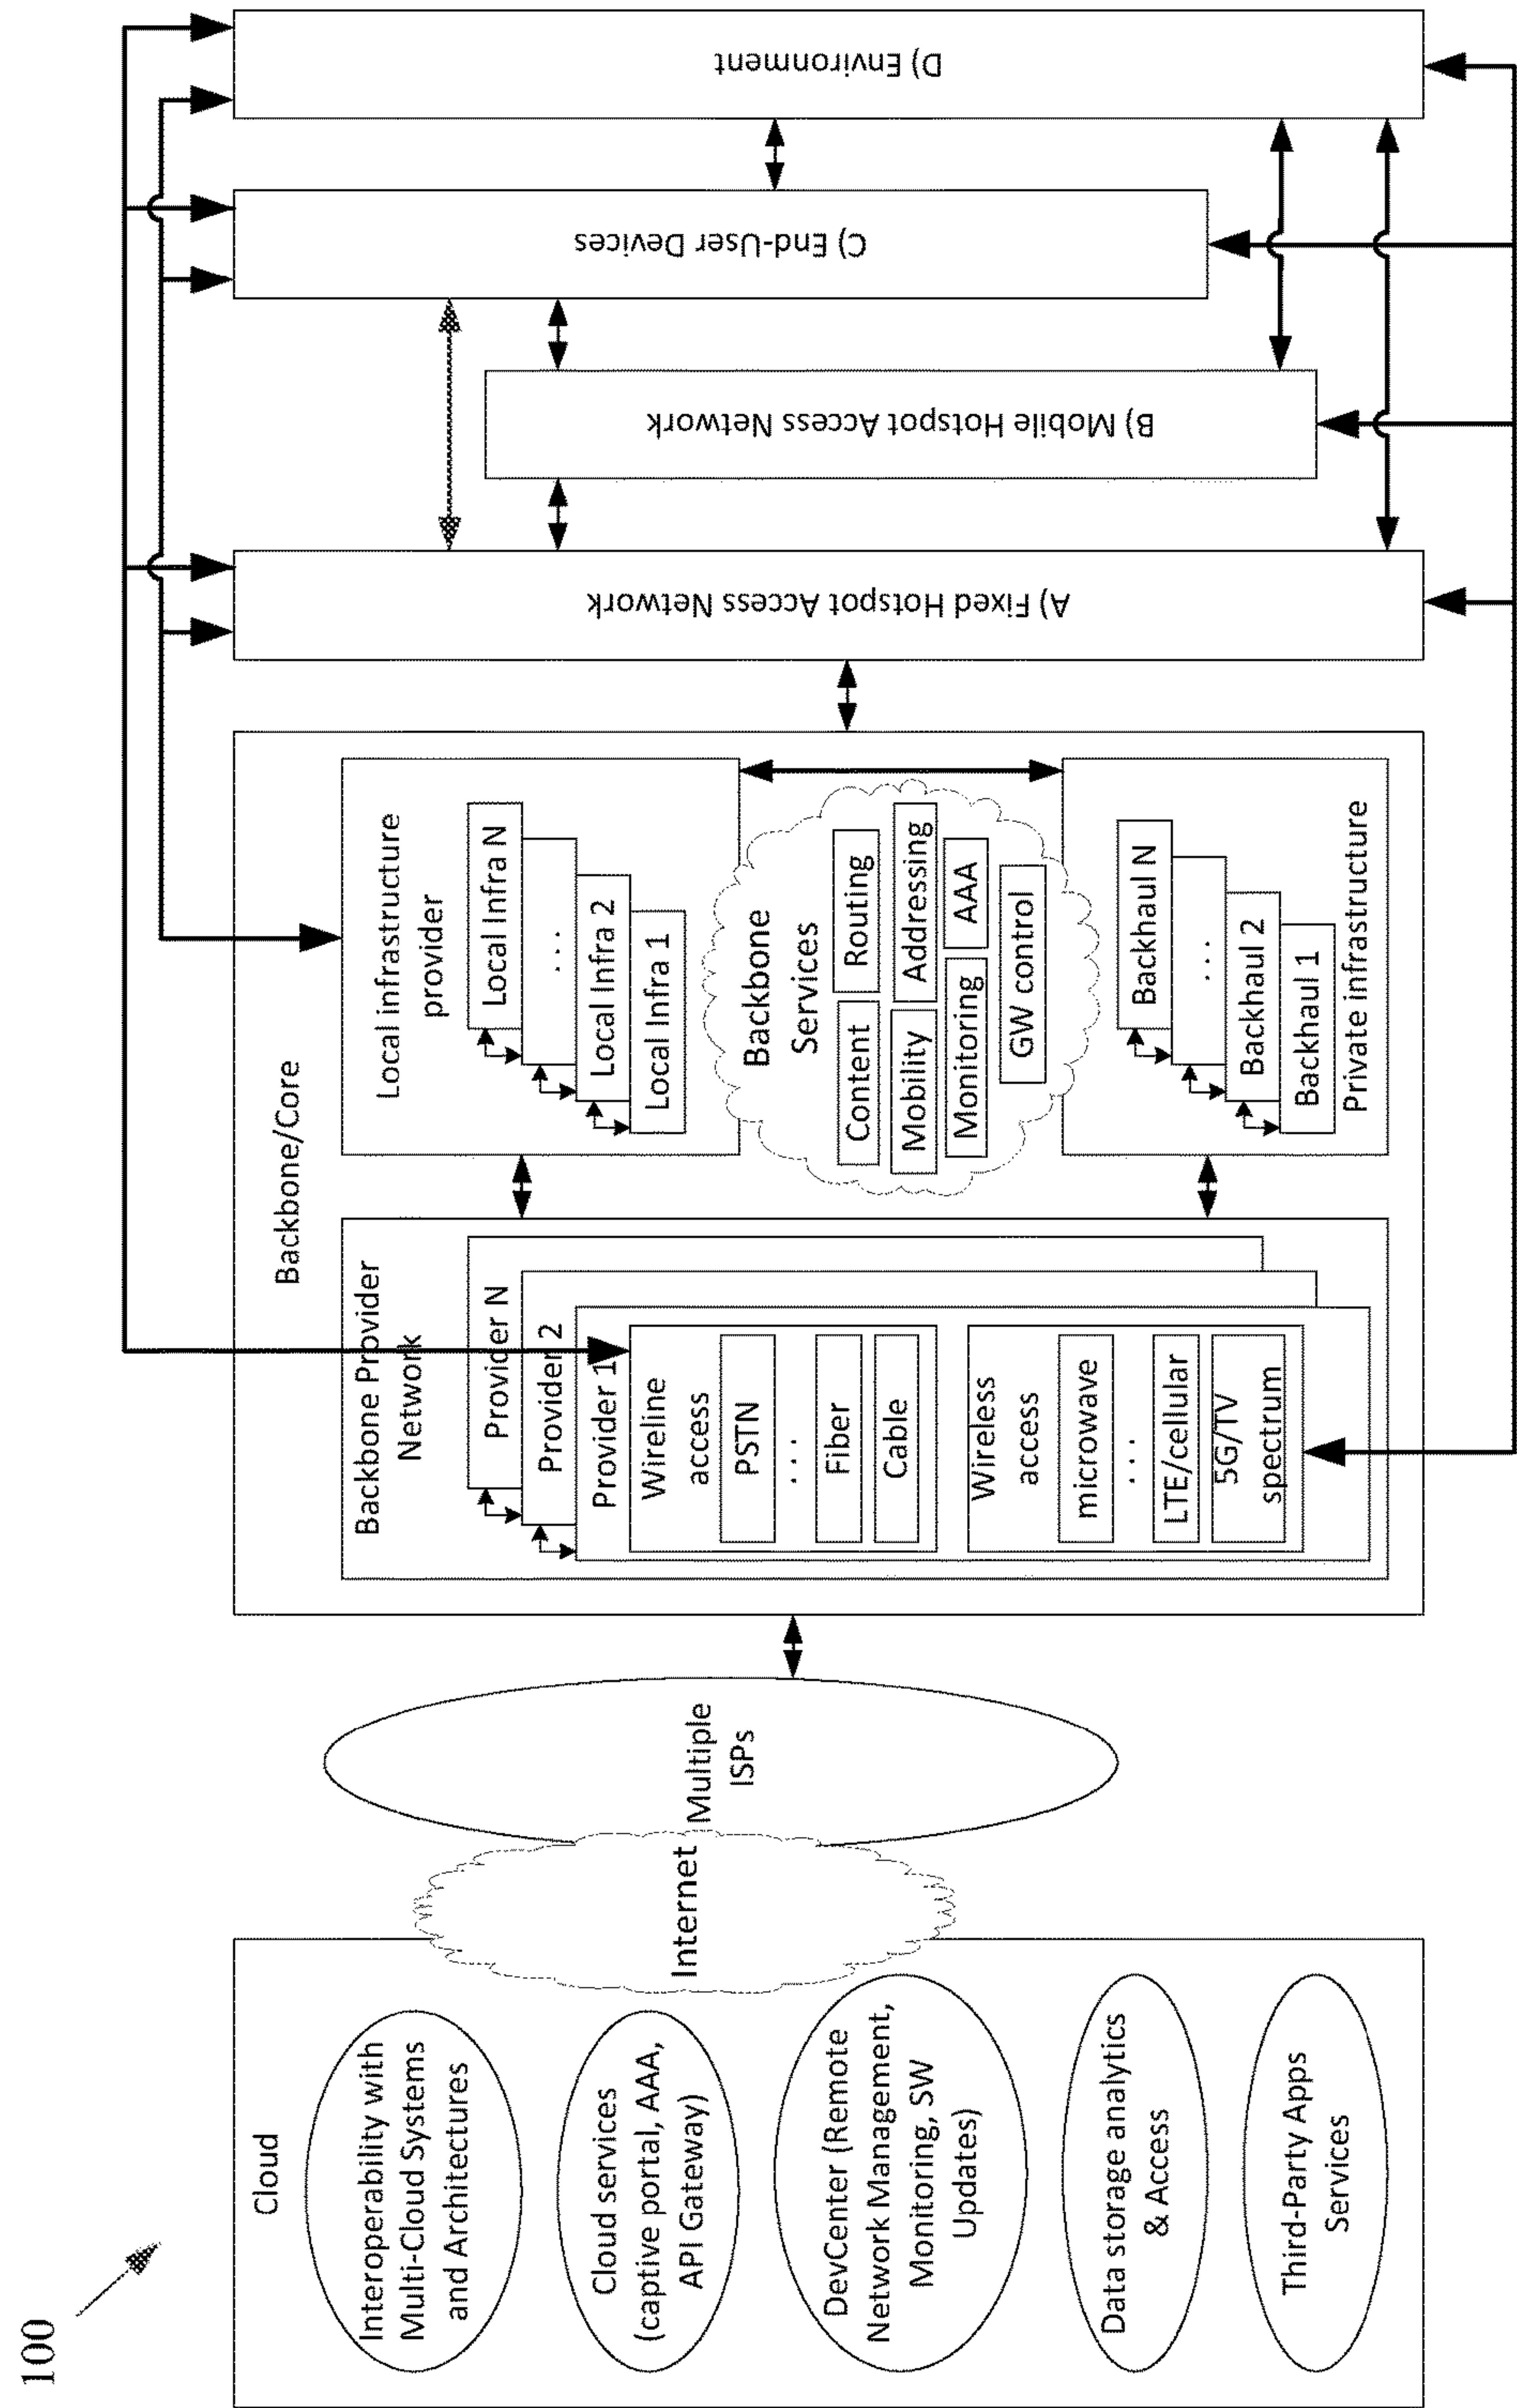 100
Cloud
Interoperability with
Multi-Cloud Systems
and Architectures
Cloud services
(captive portal, AAA,
API Gateway)
DevCenter (Remote
Network Management,
Monitoring, SW
Updates)
Data storage analytics
& Access
Third-Party Apps
Services
Internet
Multiple
ISPs
Backbone/Core
Backbone Provider
Network
Provider N
Provider 2
Provider 1
Wireline
access
PSTN
...
Fiber
Cable
Wireless
access
microwave
...
LTE/cellular
5G/TV
spectrum
Local infrastructure
provider
Local Infra N
...
Local Infra 2
Local Infra 1
Backbone
Services
Content
Routing
Mobility
Addressing
Monitoring
AAA
GW control
Backhaul N
...
Backhaul 2
Backhaul 1
Private infrastructure
A) Fixed Hotspot Access Network
B) Mobile Hotspot Access Network
C) End-User Devices
D) Environment